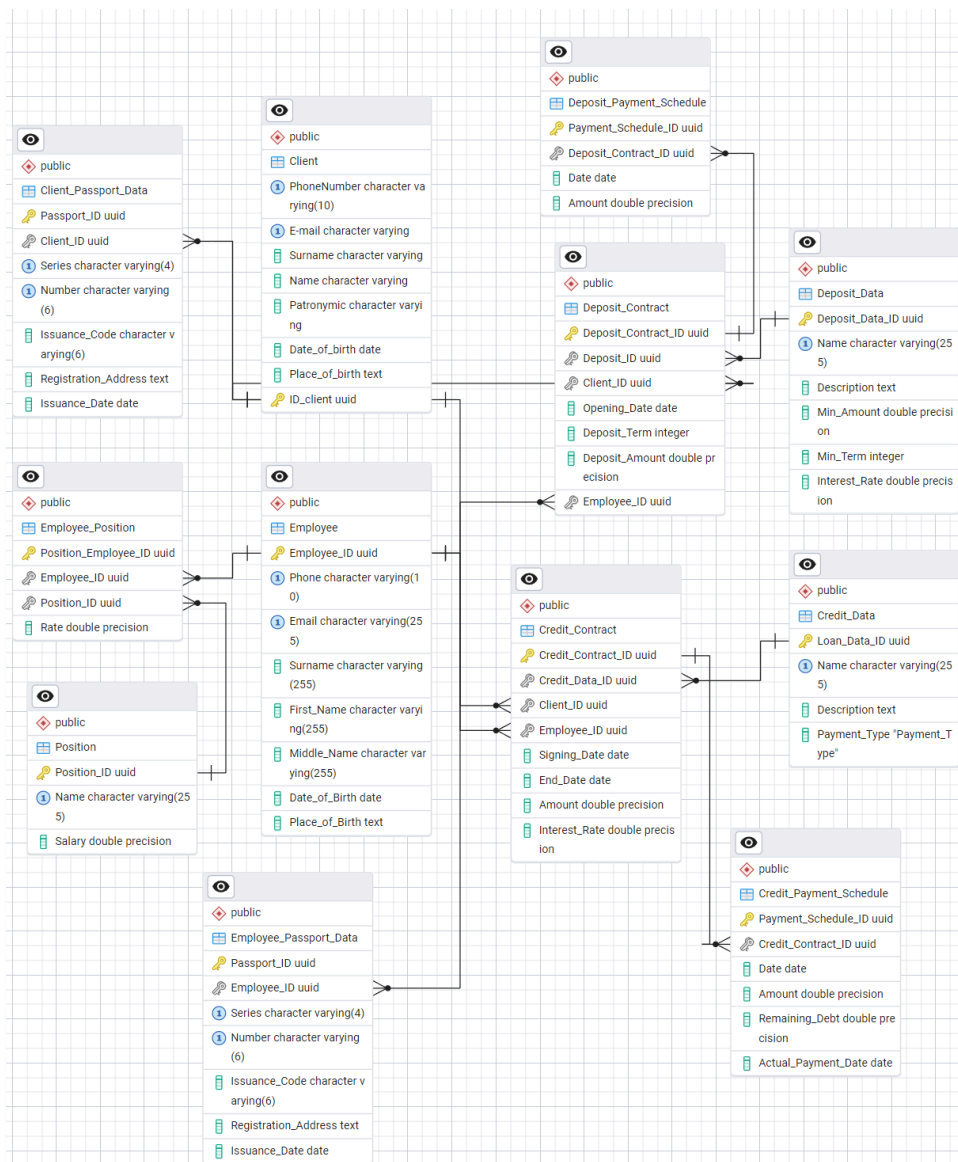 public
Deposit_Payment_Schedule
Payment_Schedule_ID uuid
Deposit_Contract_ID uuid
Date date
Amount double precision
public
Client
PhoneNumber character va
rying(10)
E-mail character varying
Surname character varying
Name character varying
Patronymic character varyi
ng
Date_of_birth date
Place_of_birth text
ID_client uuid
public
Client_Passport_Data
Passport_ID uuid
Client_ID uuid
Series character varying(4)
Number character varying
(6)
Issuance_Code character v
arying(6)
Registration_Address text
Issuance_Date date
public
Deposit_Contract
Deposit_Contract_ID uuid
Deposit_ID uuid
Client_ID uuid
Opening_Date date
Deposit_Term integer
Deposit_Amount double pr
ecision
Employee_ID uuid
public
Deposit_Data
Deposit_Data_ID uuid
Name character varying(25
5)
Description text
Min_Amount double precisi
on
Min_Term integer
Interest_Rate double precis
ion
public
Employee_Position
Position_Employee_ID uuid
Employee_ID uuid
Position_ID uuid
Rate double precision
public
Employee
Employee_ID uuid
Phone character varying(1
0)
Email character varying(25
5)
Surname character varying
(255)
First_Name character varyi
ng(255)
Middle_Name character var
ying(255)
Date_of_Birth date
Place_of_Birth text
public
Credit_Contract
Credit_Contract_ID uuid
Credit_Data_ID uuid
Client_ID uuid
Employee_ID uuid
Signing_Date date
End_Date date
Amount double precision
Interest_Rate double precis
ion
public
Credit_Data
Loan_Data_ID uuid
Name character varying(25
5)
Description text
Payment_Type "Payment_T
ype"
public
Position
Position_ID uuid
Name character varying(25
5)
Salary double precision
public
Employee_Passport_Data
Passport_ID uuid
Employee_ID uuid
Series character varying(4)
Number character varying
(6)
Issuance_Code character v
arying(6)
Registration_Address text
Issuance_Date date
public
Credit_Payment_Schedule
Payment_Schedule_ID uuid
Credit_Contract_ID uuid
Date date
Amount double precision
Remaining_Debt double pre
cision
Actual_Payment_Date date